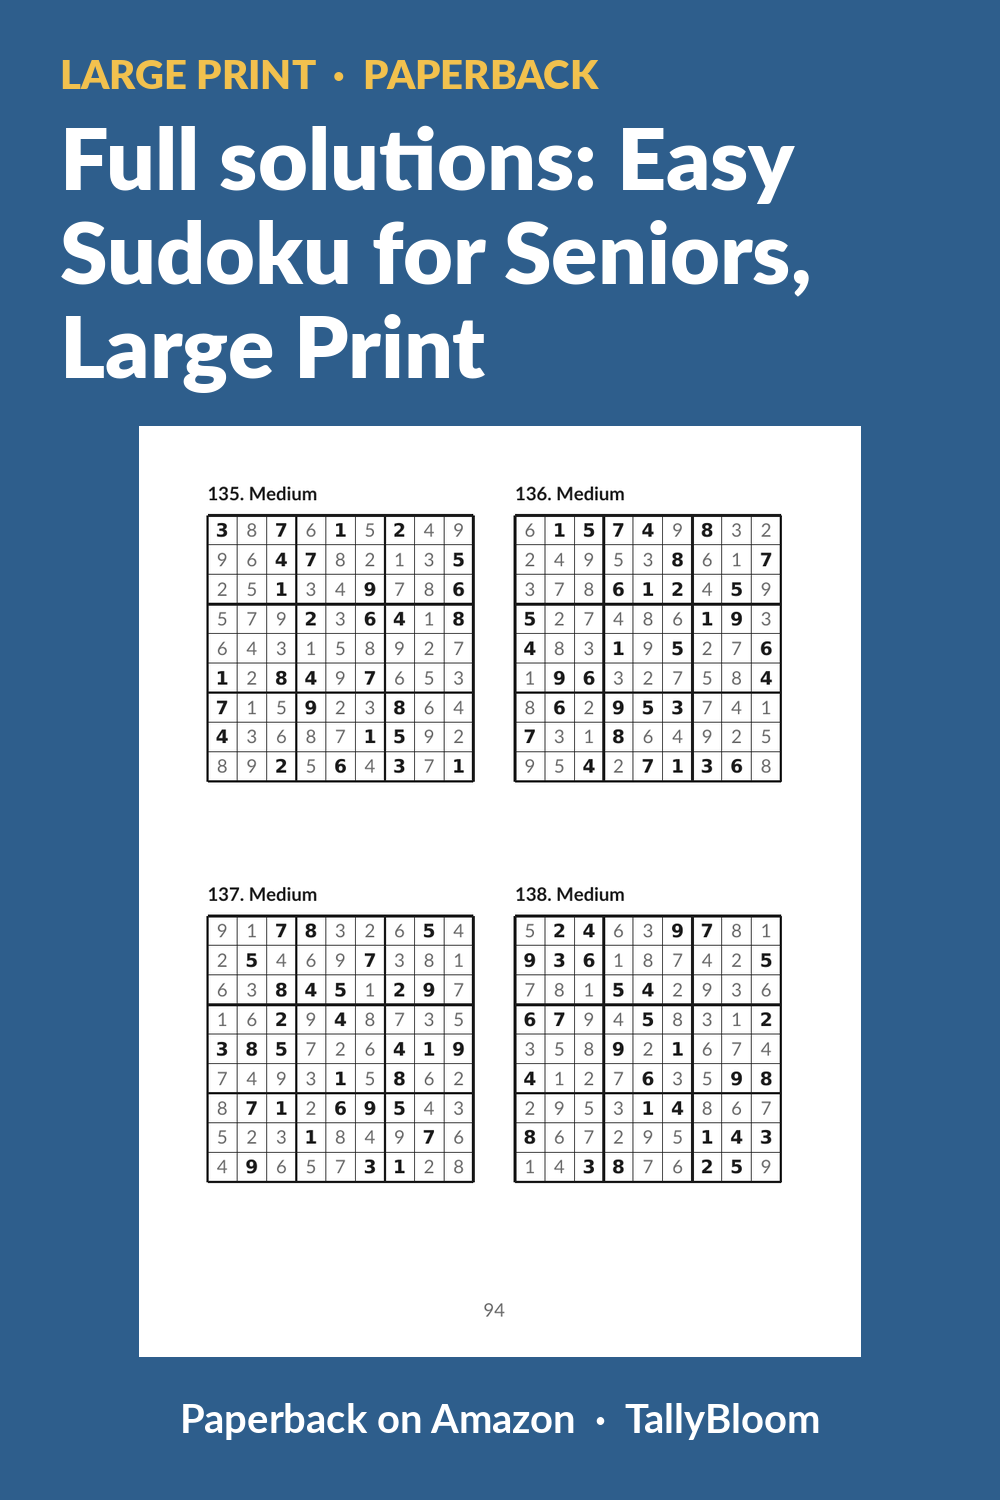 LARGE PRINT · PAPERBACK
Full solutions: Easy
Sudoku for Seniors,
Large Print
135. Medium
3 8 7 6 1 5 2 4 9
9 6 4 7 8 2 1 3 5
2 5 1 3 4 9 7 8 6
5 7 9 2 3 6 4 1 8
6 4 3 1 5 8 9 2 7
1 2 8 4 9 7 6 5 3
7 1 5 9 2 3 8 6 4
4 3 6 8 7 1 5 9 2
8 9 2 5 6 4 3 7 1
136. Medium
6 1 5 7 4 9 8 3 2
2 4 9 5 3 8 6 1 7
3 7 8 6 1 2 4 5 9
5 2 7 4 8 6 1 9 3
4 8 3 1 9 5 2 7 6
1 9 6 3 2 7 5 8 4
8 6 2 9 5 3 7 4 1
7 3 1 8 6 4 9 2 5
9 5 4 2 7 1 3 6 8
137. Medium
9 1 7 8 3 2 6 5 4
2 5 4 6 9 7 3 8 1
6 3 8 4 5 1 2 9 7
1 6 2 9 4 8 7 3 5
3 8 5 7 2 6 4 1 9
7 4 9 3 1 5 8 6 2
8 7 1 2 6 9 5 4 3
5 2 3 1 8 4 9 7 6
4 9 6 5 7 3 1 2 8
138. Medium
5 2 4 6 3 9 7 8 1
9 3 6 1 8 7 4 2 5
7 8 1 5 4 2 9 3 6
6 7 9 4 5 8 3 1 2
3 5 8 9 2 1 6 7 4
4 1 2 7 6 3 5 9 8
2 9 5 3 1 4 8 6 7
8 6 7 2 9 5 1 4 3
1 4 3 8 7 6 2 5 9
94
Paperback on Amazon · TallyBloom